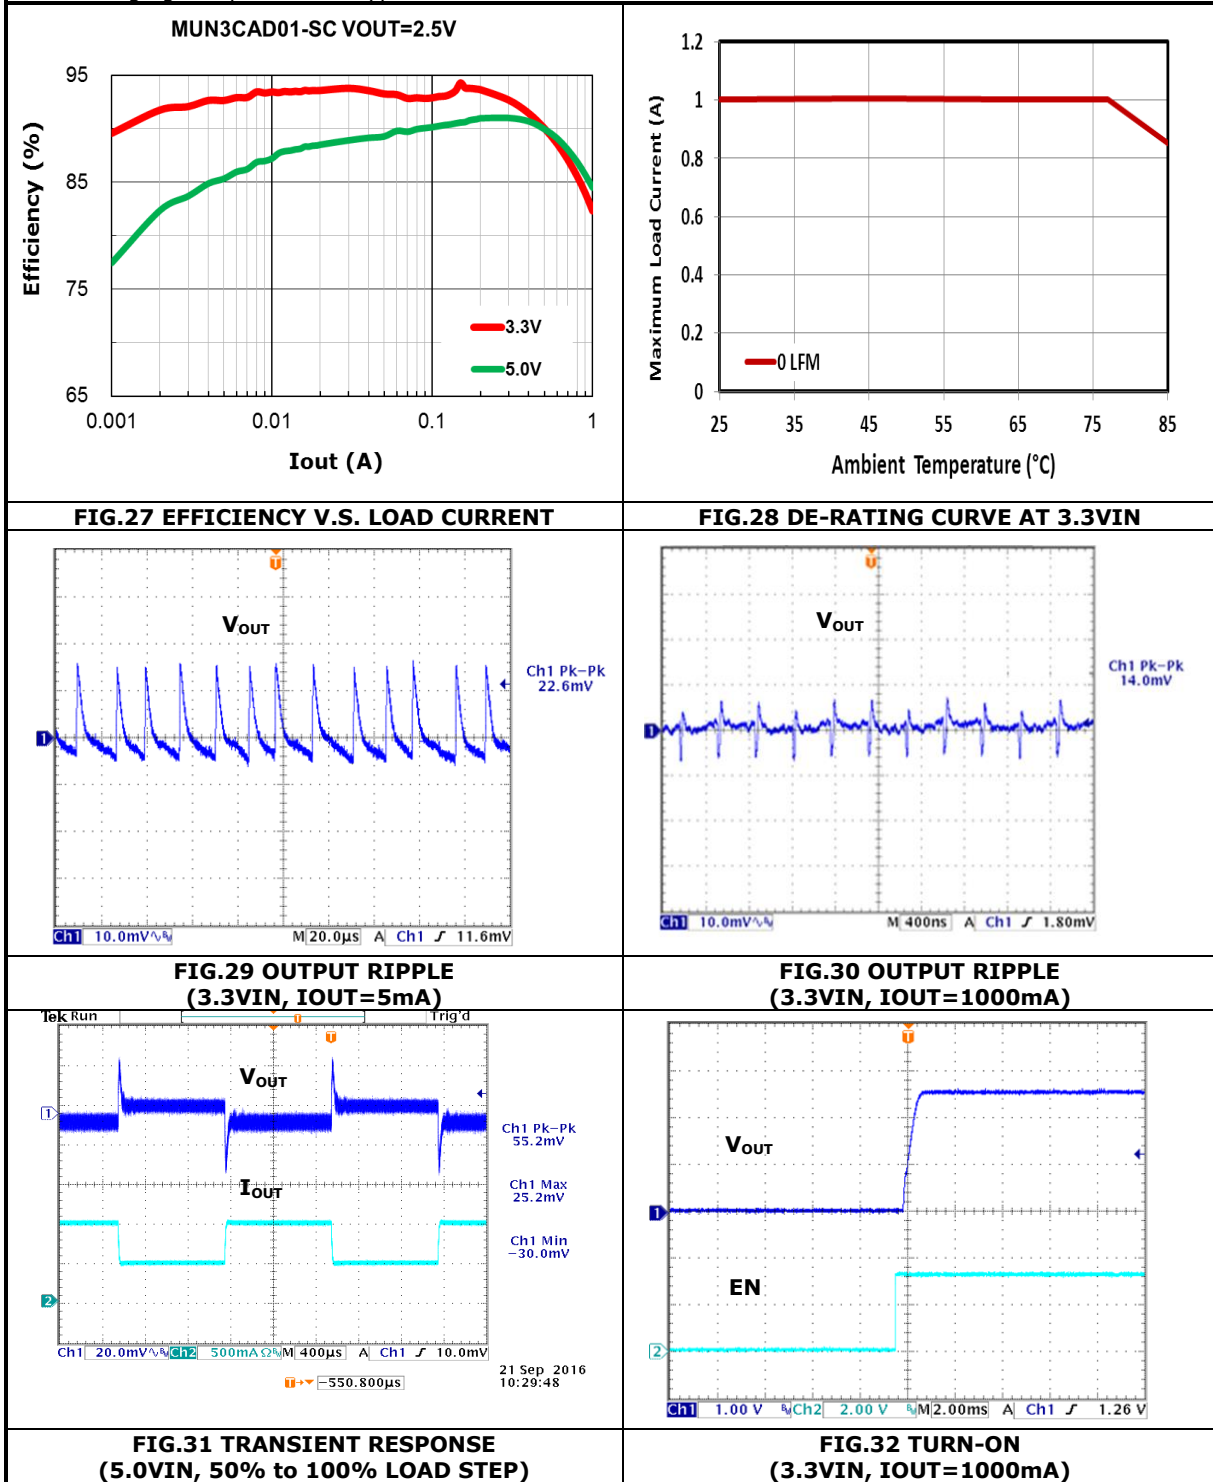 MUN3CAD01-SC VOUT=2.5V
Efficiency (%)
95
85
75
65
3.3V
5.0V
0.001 0.01 0.1 1
Iout (A)
Maximum Load Current (A)
1.2
1
0.8
0.6
0.4
0.2
0
0 LFM
25 35 45 55 65 75 85
Ambient Temperature (°C)
FIG.27 EFFICIENCY V.S. LOAD CURRENT
FIG.28 DE-RATING CURVE AT 3.3VIN
T
VOUT
1
Ch1 Pk-Pk
22.6mV
Ch1 10.0mV M 20.0µs A Ch1 11.6mV
T
VOUT
1
Ch1 Pk-Pk
14.0mV
Ch1 10.0mV M 400ns A Ch1 1.80mV
FIG.29 OUTPUT RIPPLE
(3.3VIN, IOUT=5mA)
FIG.30 OUTPUT RIPPLE
(3.3VIN, IOUT=1000mA)
Tek Run Trig'd
T
VOUT
1
Ch1 Pk-Pk
55.2mV
IOUT
Ch1 Max
25.2mV
Ch1 Min
-30.0mV
2
Ch1 20.0mV Ch2 500mA Ω M 400µs A Ch1 10.0mV
T -550.800µs
21 Sep 2016
10:29:48
T
VOUT
1
EN
2
Ch1 1.00 V Ch2 2.00 V M 2.00ms A Ch1 1.26 V
FIG.31 TRANSIENT RESPONSE
(5.0VIN, 50% to 100% LOAD STEP)
FIG.32 TURN-ON
(3.3VIN, IOUT=1000mA)